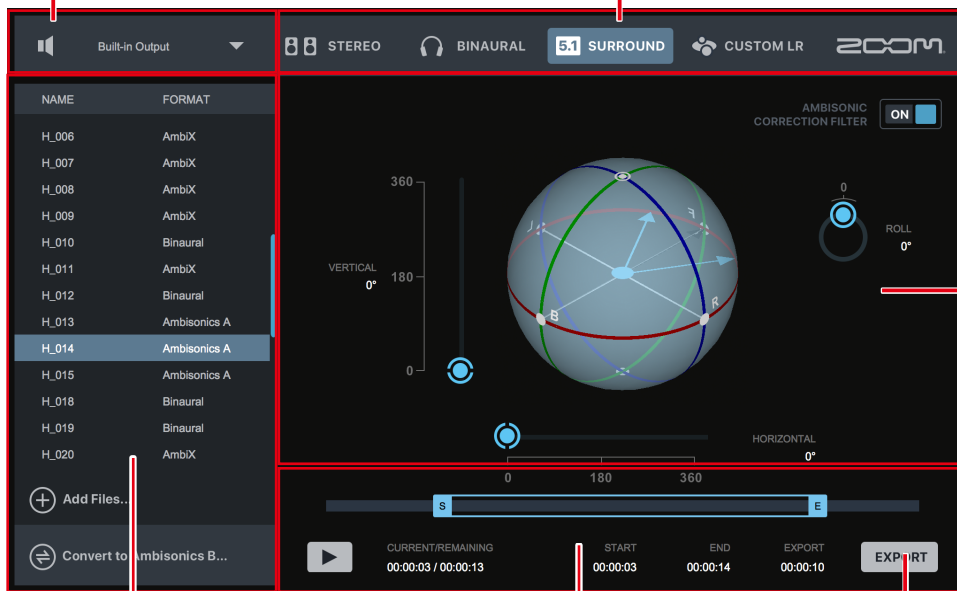 Built-in Output
STEREO
BINAURAL
5.1 SURROUND
CUSTOM LR
ZOOM
NAME FORMAT
H_006 AmbiX
H_007 AmbiX
H_008 AmbiX
H_009 AmbiX
H_010 Binaural
H_011 AmbiX
H_012 Binaural
H_013 Ambisonics A
H_014 Ambisonics A
H_015 Ambisonics A
H_018 Binaural
H_019 Binaural
H_020 AmbiX
Add Files...
Convert to Ambisonics B...
AMBISONIC
CORRECTION FILTER
ON
360
VERTICAL
0°
180
0
L
F
B
R
0
ROLL
0°
HORIZONTAL
0°
0 180 360
S E
CURRENT/REMAINING START END EXPORT
00:00:03 / 00:00:13 00:00:03 00:00:14 00:00:10
EXPORT